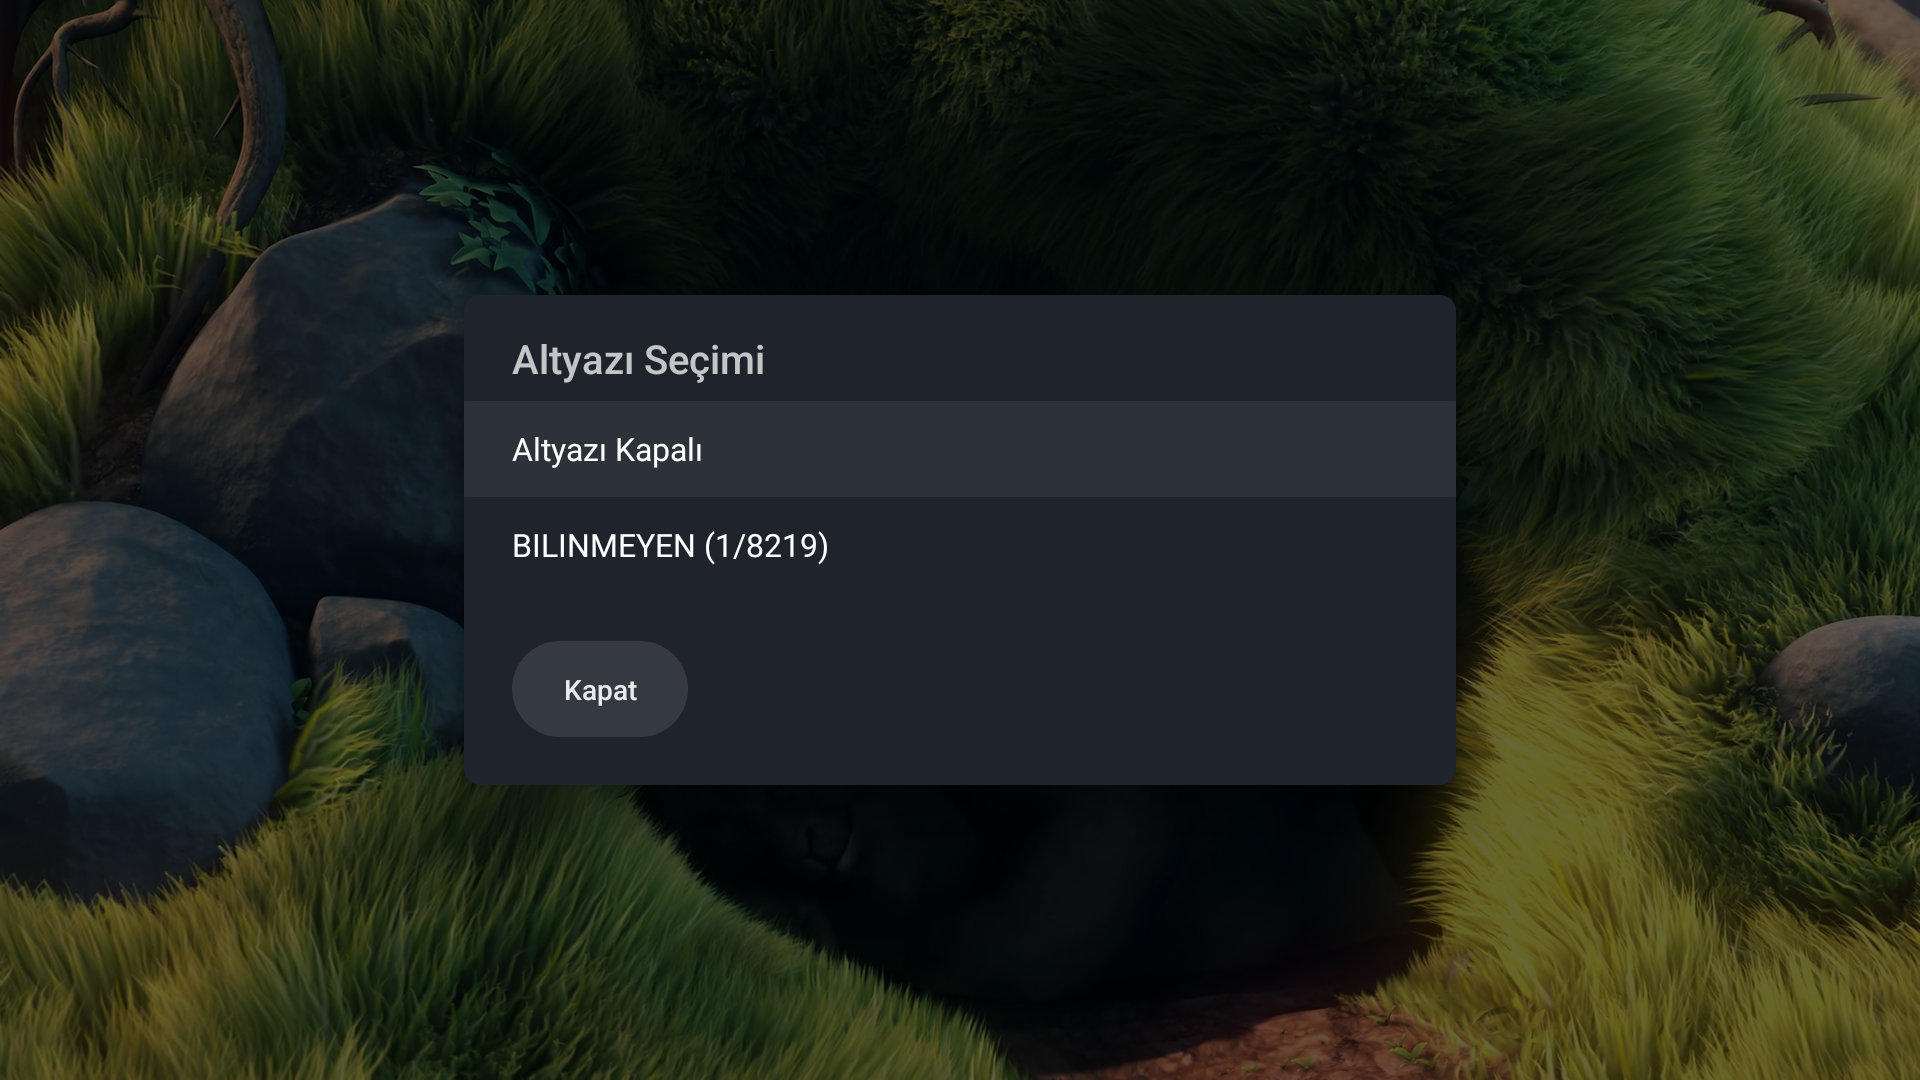 Altyazı Seçimi
Altyazı Kapalı
BILINMEYEN (1/8219)
Kapat